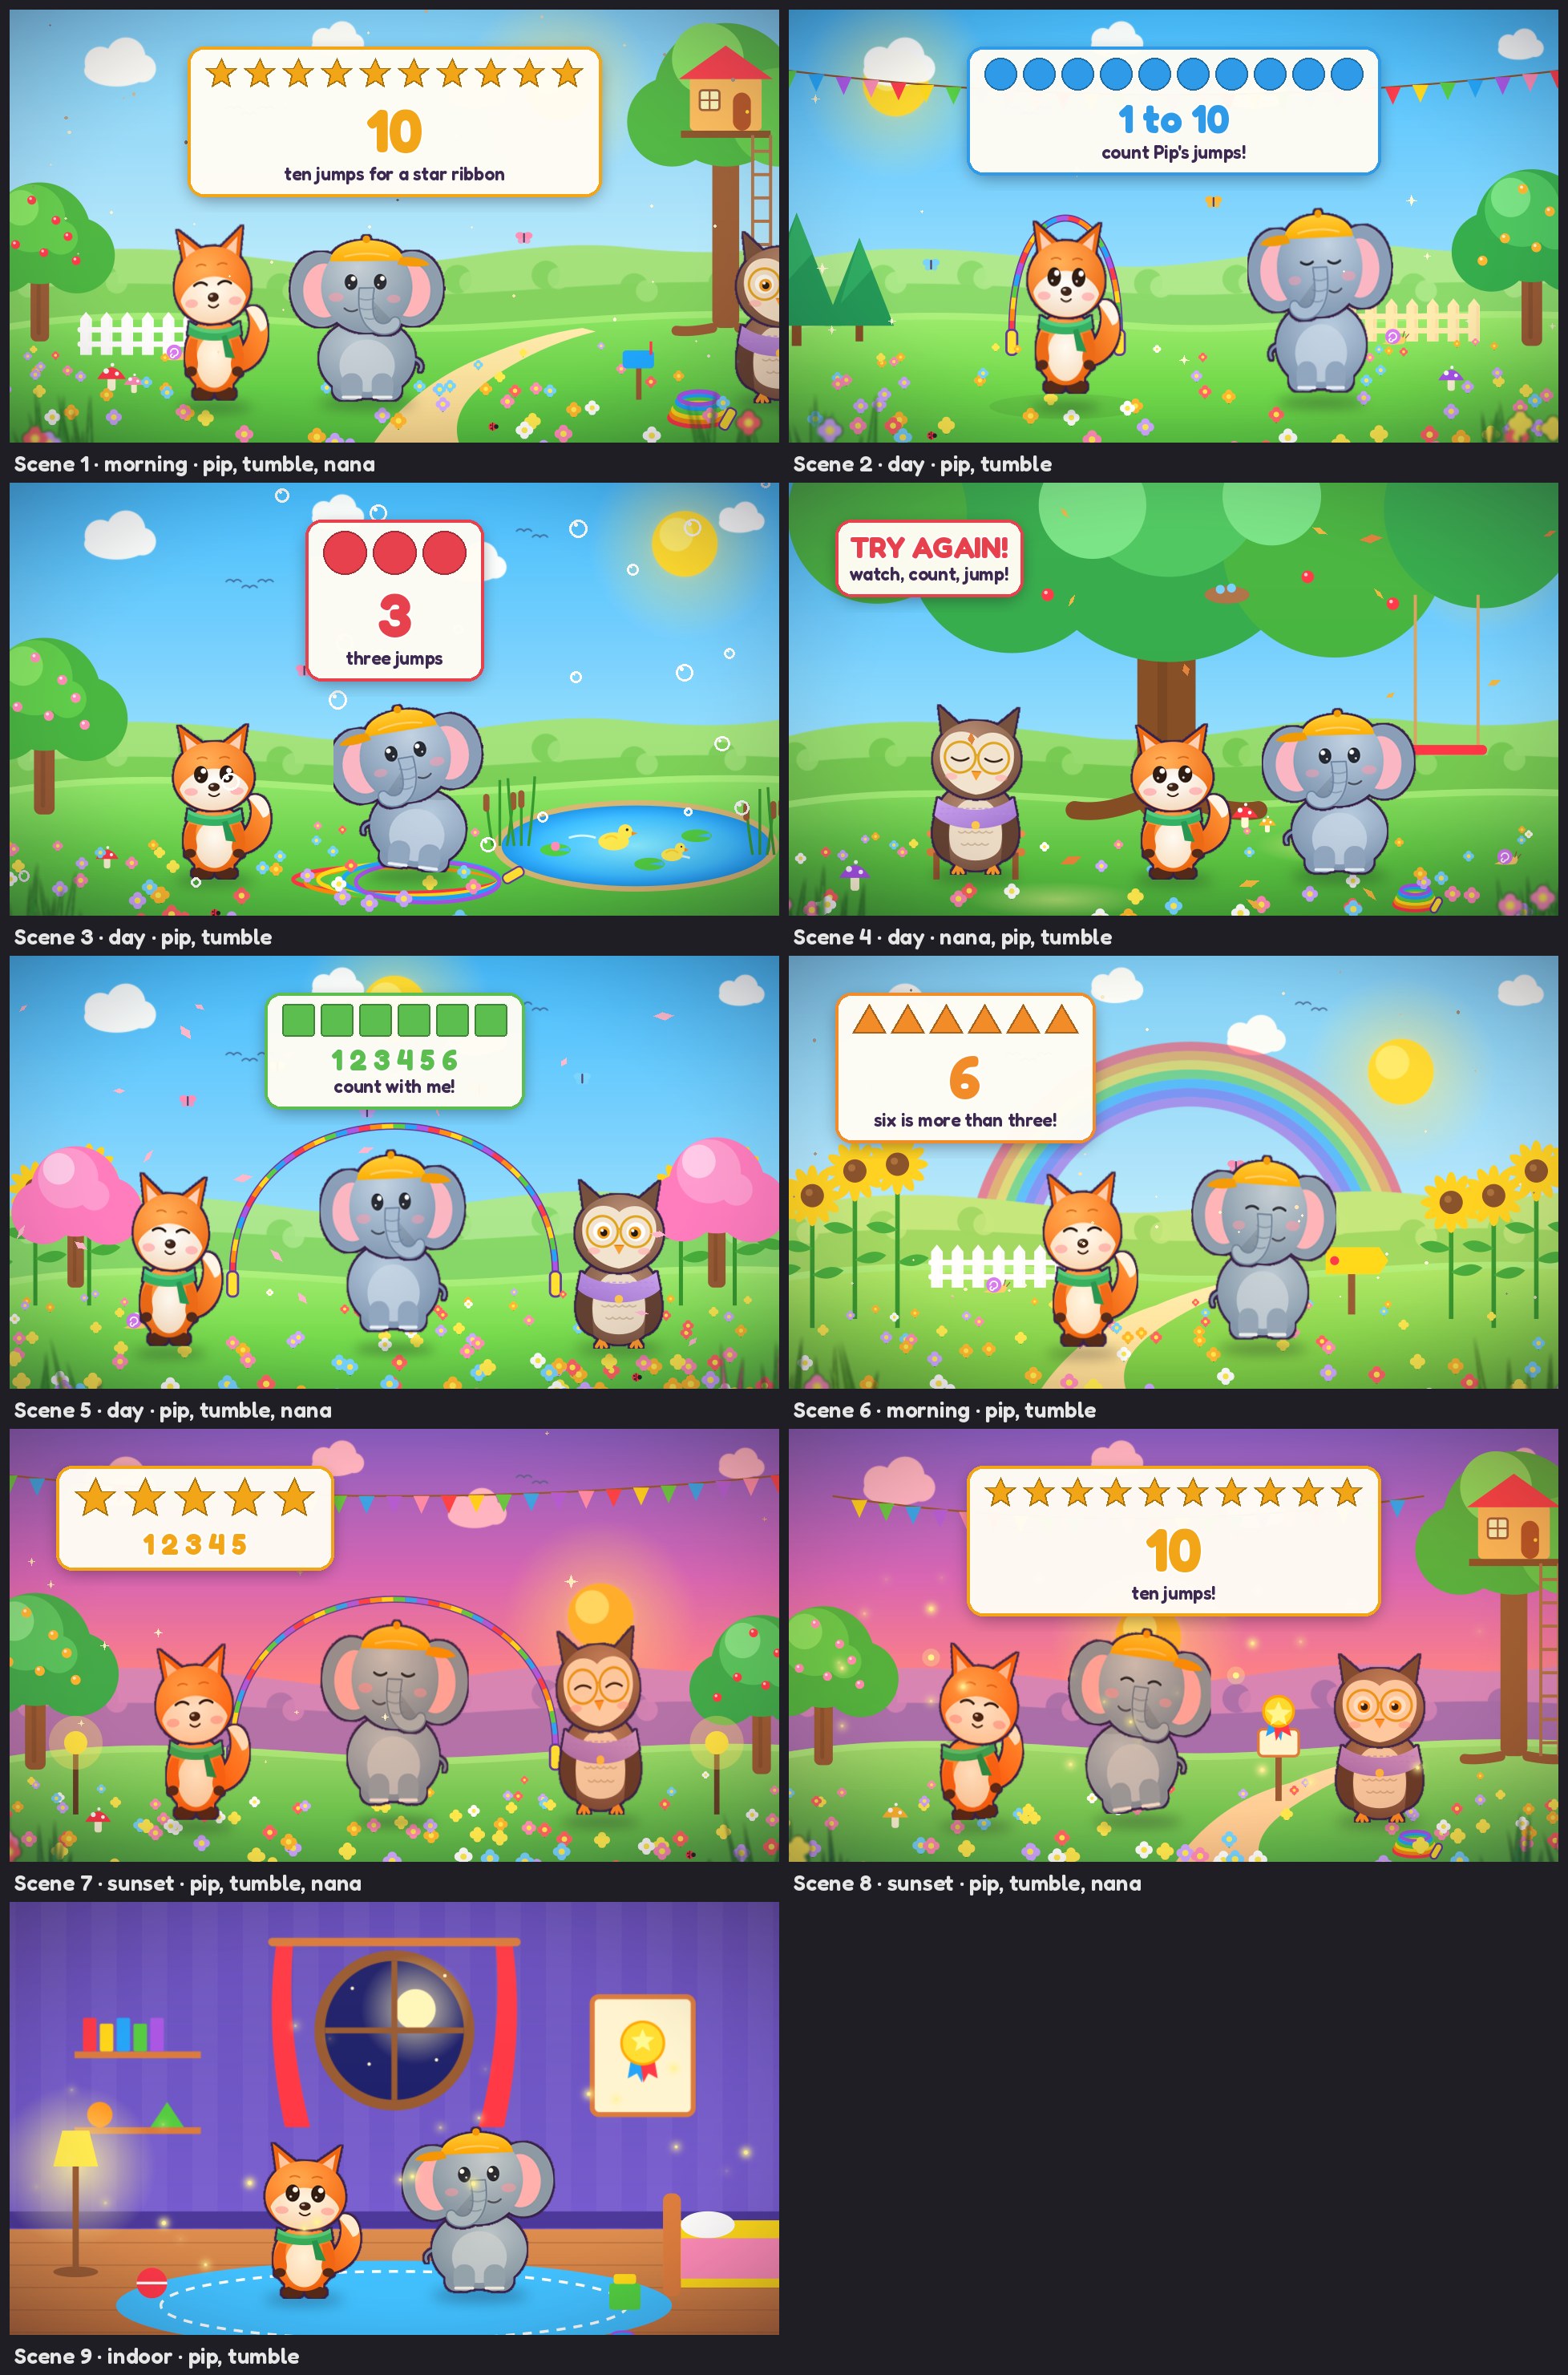 10
ten jumps for a star ribbon
Scene 1 · morning · pip, tumble, nana
1 to 10
count Pip's jumps!
Scene 2 · day · pip, tumble
3
three jumps
Scene 3 · day · pip, tumble
TRY AGAIN!
watch, count, jump!
Scene 4 · day · nana, pip, tumble
1 2 3 4 5 6
count with me!
Scene 5 · day · pip, tumble, nana
6
six is more than three!
Scene 6 · morning · pip, tumble
1 2 3 4 5
Scene 7 · sunset · pip, tumble, nana
10
ten jumps!
Scene 8 · sunset · pip, tumble, nana
Scene 9 · indoor · pip, tumble